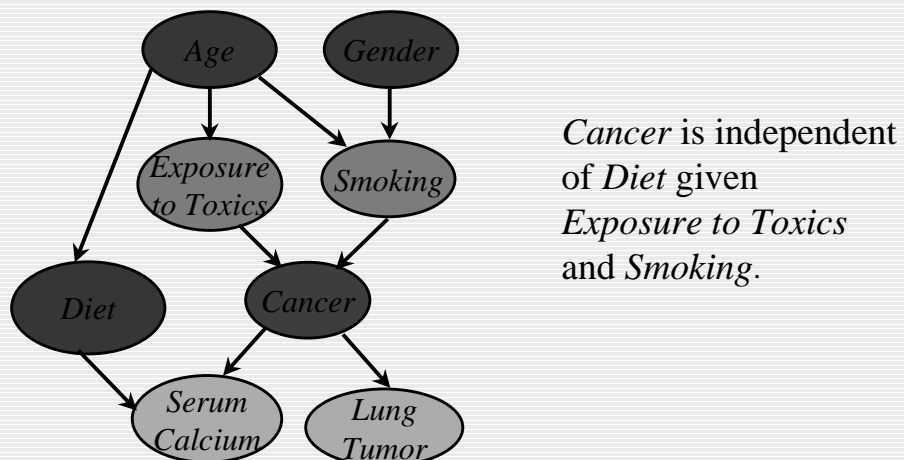 Age
Gender
Exposure
to Toxics
Smoking
Cancer is independent
of Diet given
Exposure to Toxics
and Smoking.
Diet
Cancer
Serum
Calcium
Lung
Tumor